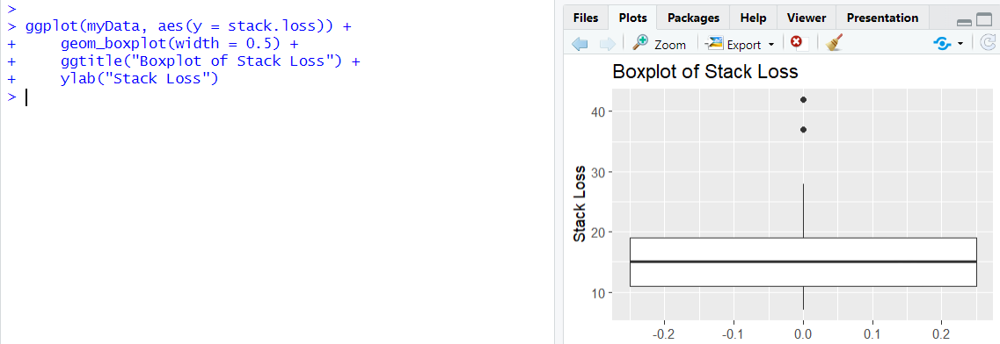 >
> ggplot(myData, aes(y = stack.loss)) +
+     geom_boxplot(width = 0.5) +
+     ggtitle("Boxplot of Stack Loss") +
+     ylab("Stack Loss")
>
Files Plots Packages Help Viewer Presentation
Zoom Export
Boxplot of Stack Loss
40
30
20
10
Stack Loss
-0.2 -0.1 0.0 0.1 0.2